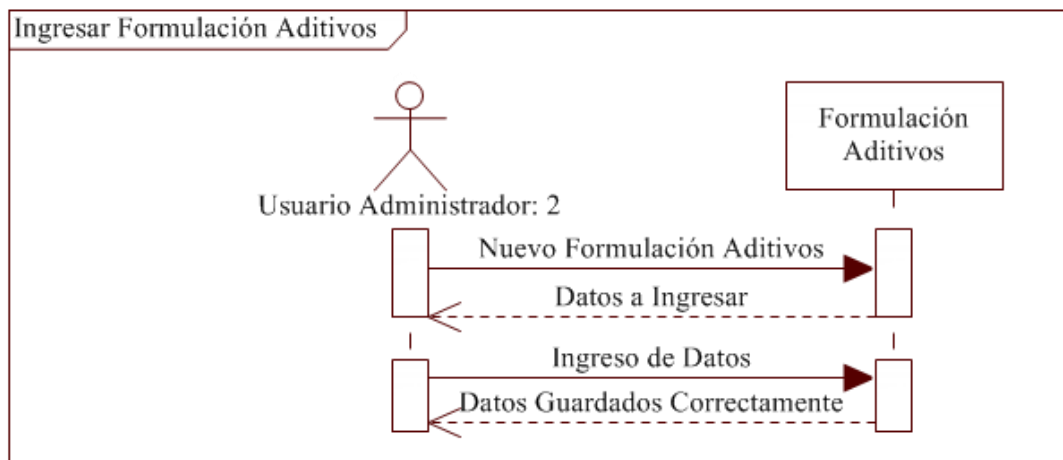 Ingresar Formulación Aditivos
Formulación
Aditivos
Usuario Administrador: 2
Nuevo Formulación Aditivos
Datos a Ingresar
Ingreso de Datos
Datos Guardados Correctamente